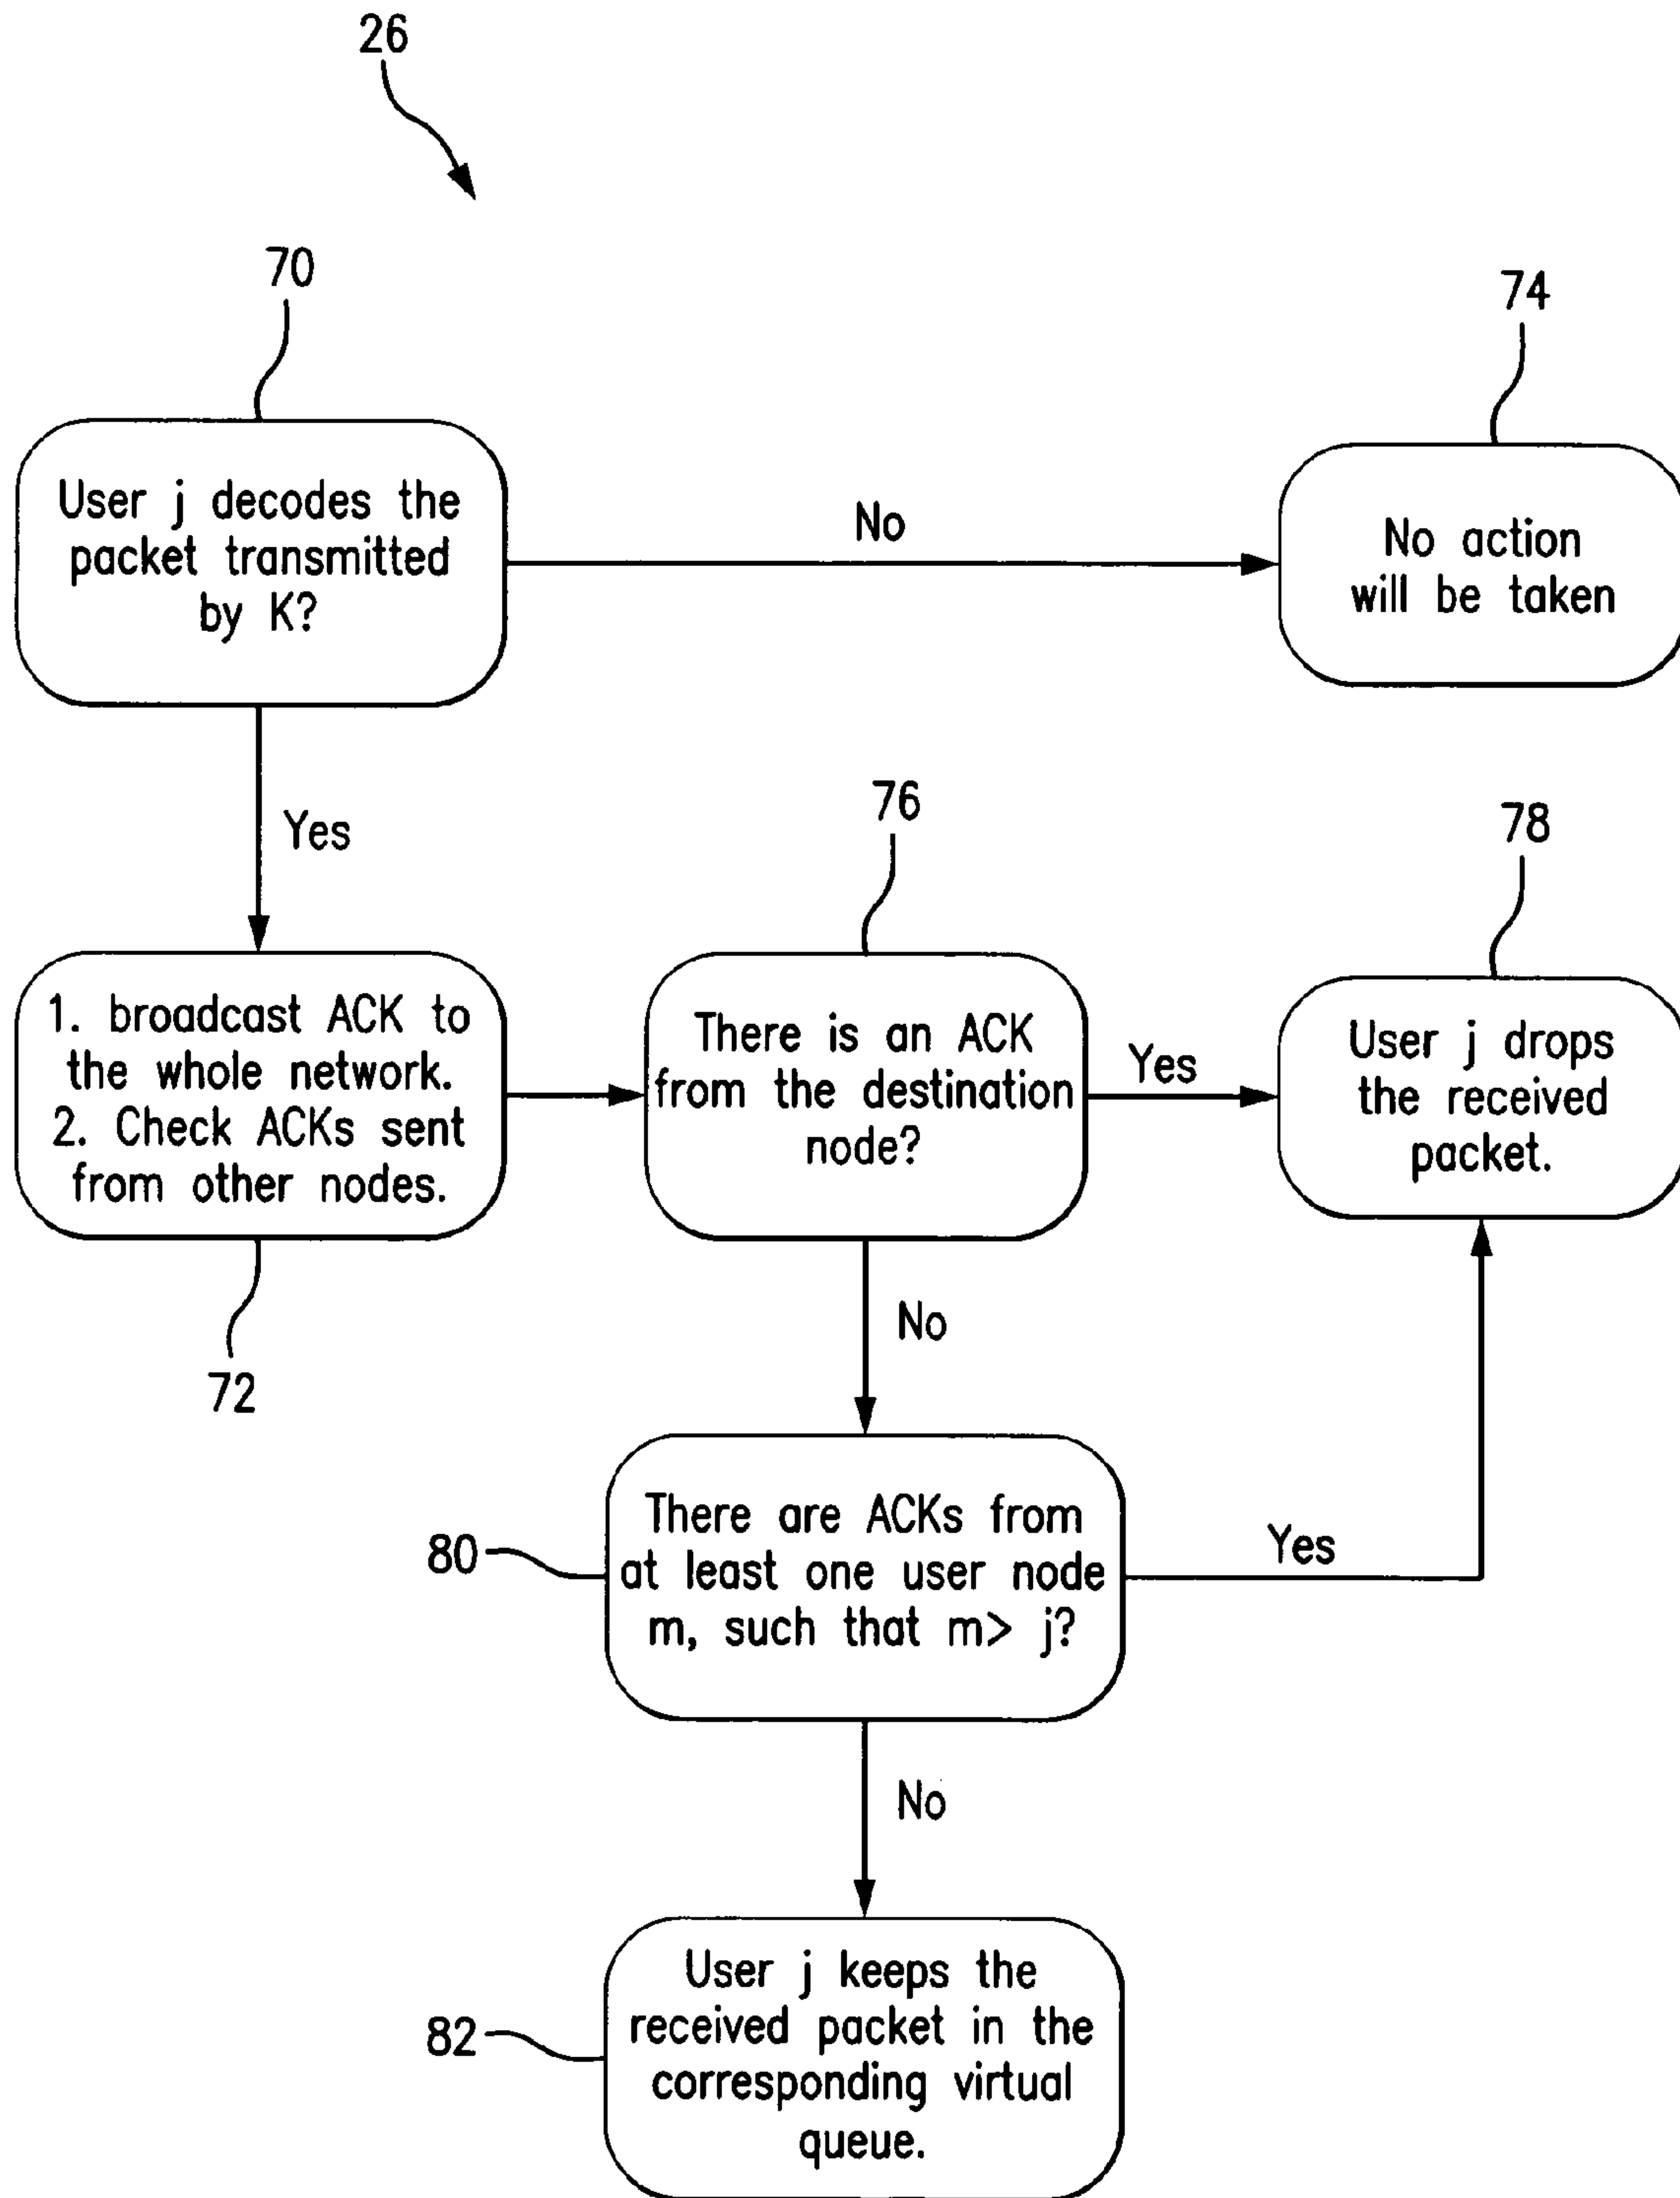 26
70
74
User j decodes the
packet transmitted
by K?
No
No action
will be taken
Yes
76
78
1. broadcast ACK to
the whole network.
2. Check ACKs sent
from other nodes.
There is an ACK
from the destination
node?
Yes
User j drops
the received
packet.
72
No
80
There are ACKs from
at least one user node
m, such that m> j?
Yes
No
82
User j keeps the
received packet in the
corresponding virtual
queue.